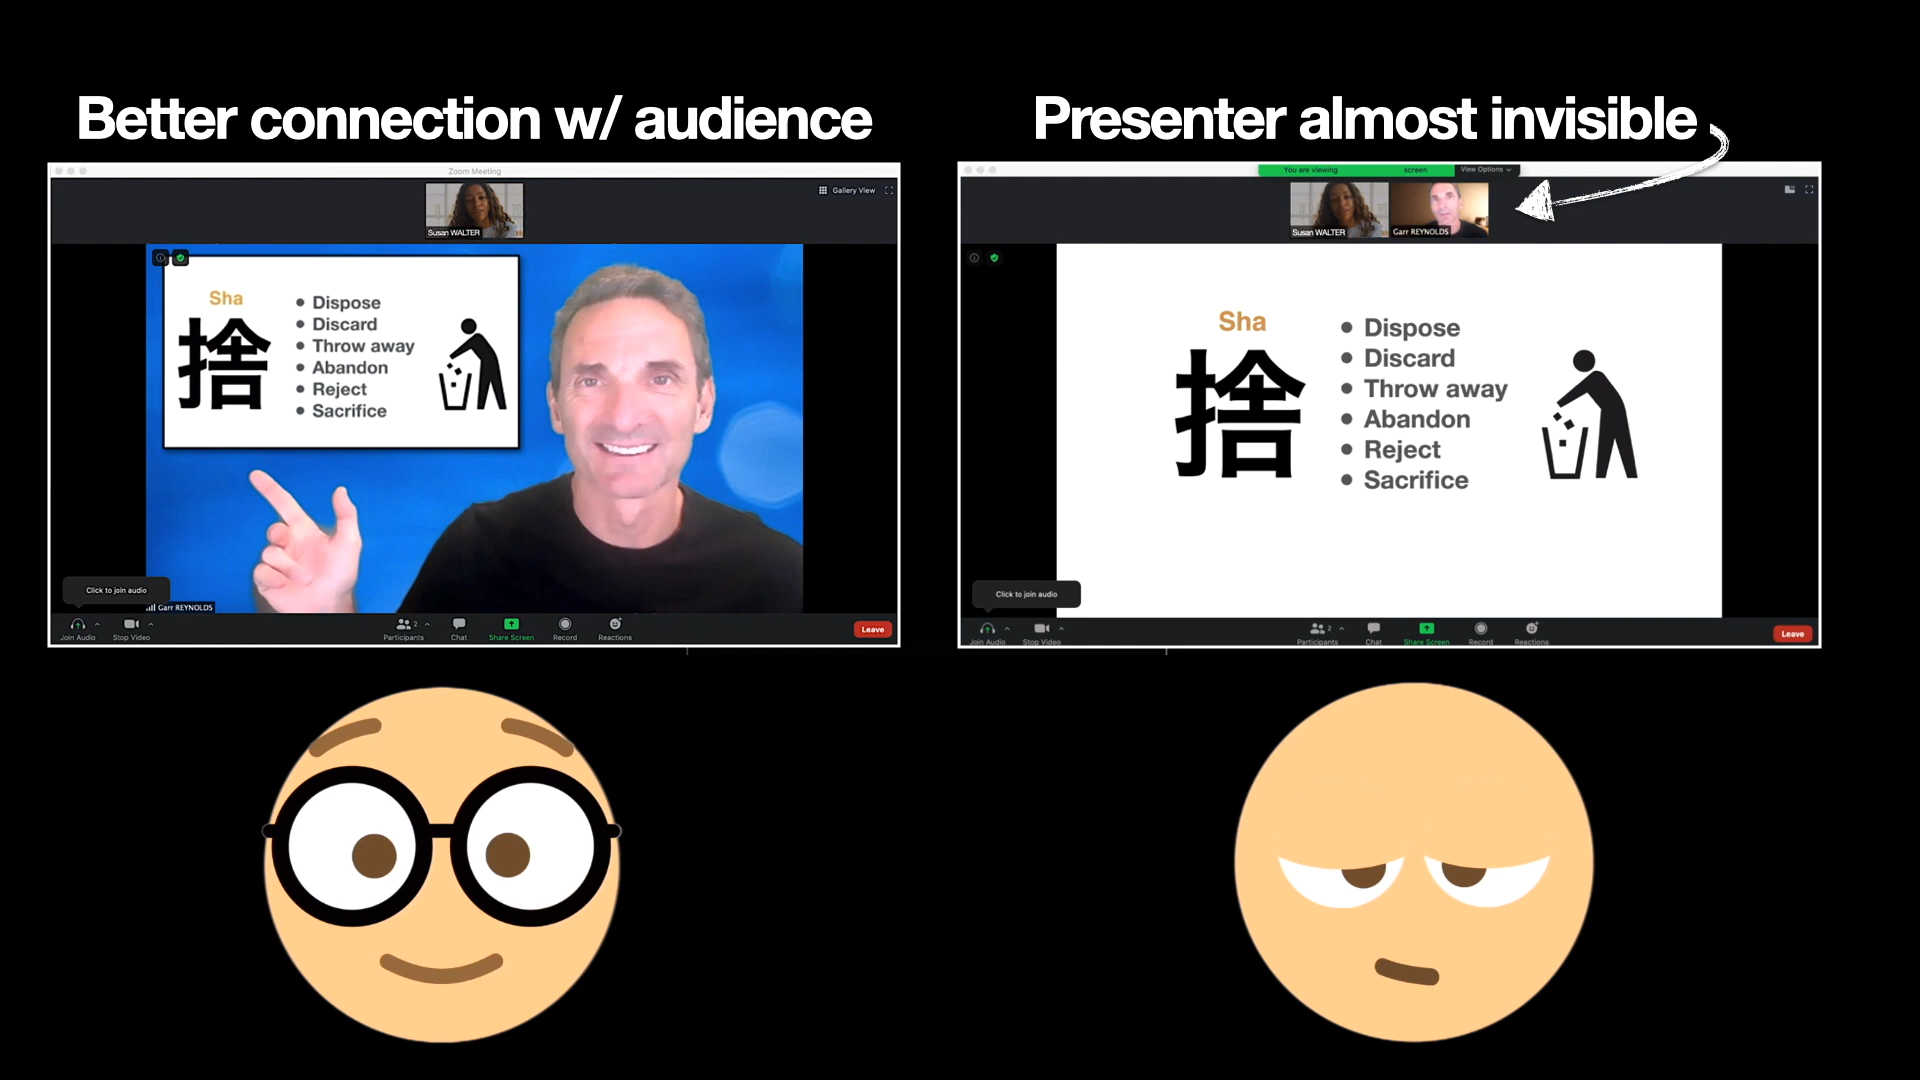 Better connection w/ audience
Zoom Meeting
Susan WALTER
Gallery View
Sha
捨
• Dispose
• Discard
• Throw away
• Abandon
• Reject
• Sacrifice
Click to join audio
Garr REYNOLDS
Join Audio
Stop Video
Participants
2
Chat
Share Screen
Record
Reactions
Leave
Presenter almost invisible
You are viewing screen
View Options
Susan WALTER
Garr REYNOLDS
Sha
捨
• Dispose
• Discard
• Throw away
• Abandon
• Reject
• Sacrifice
Click to join audio
Join Audio
Stop Video
Participants
2
Chat
Share Screen
Record
Reactions
Leave